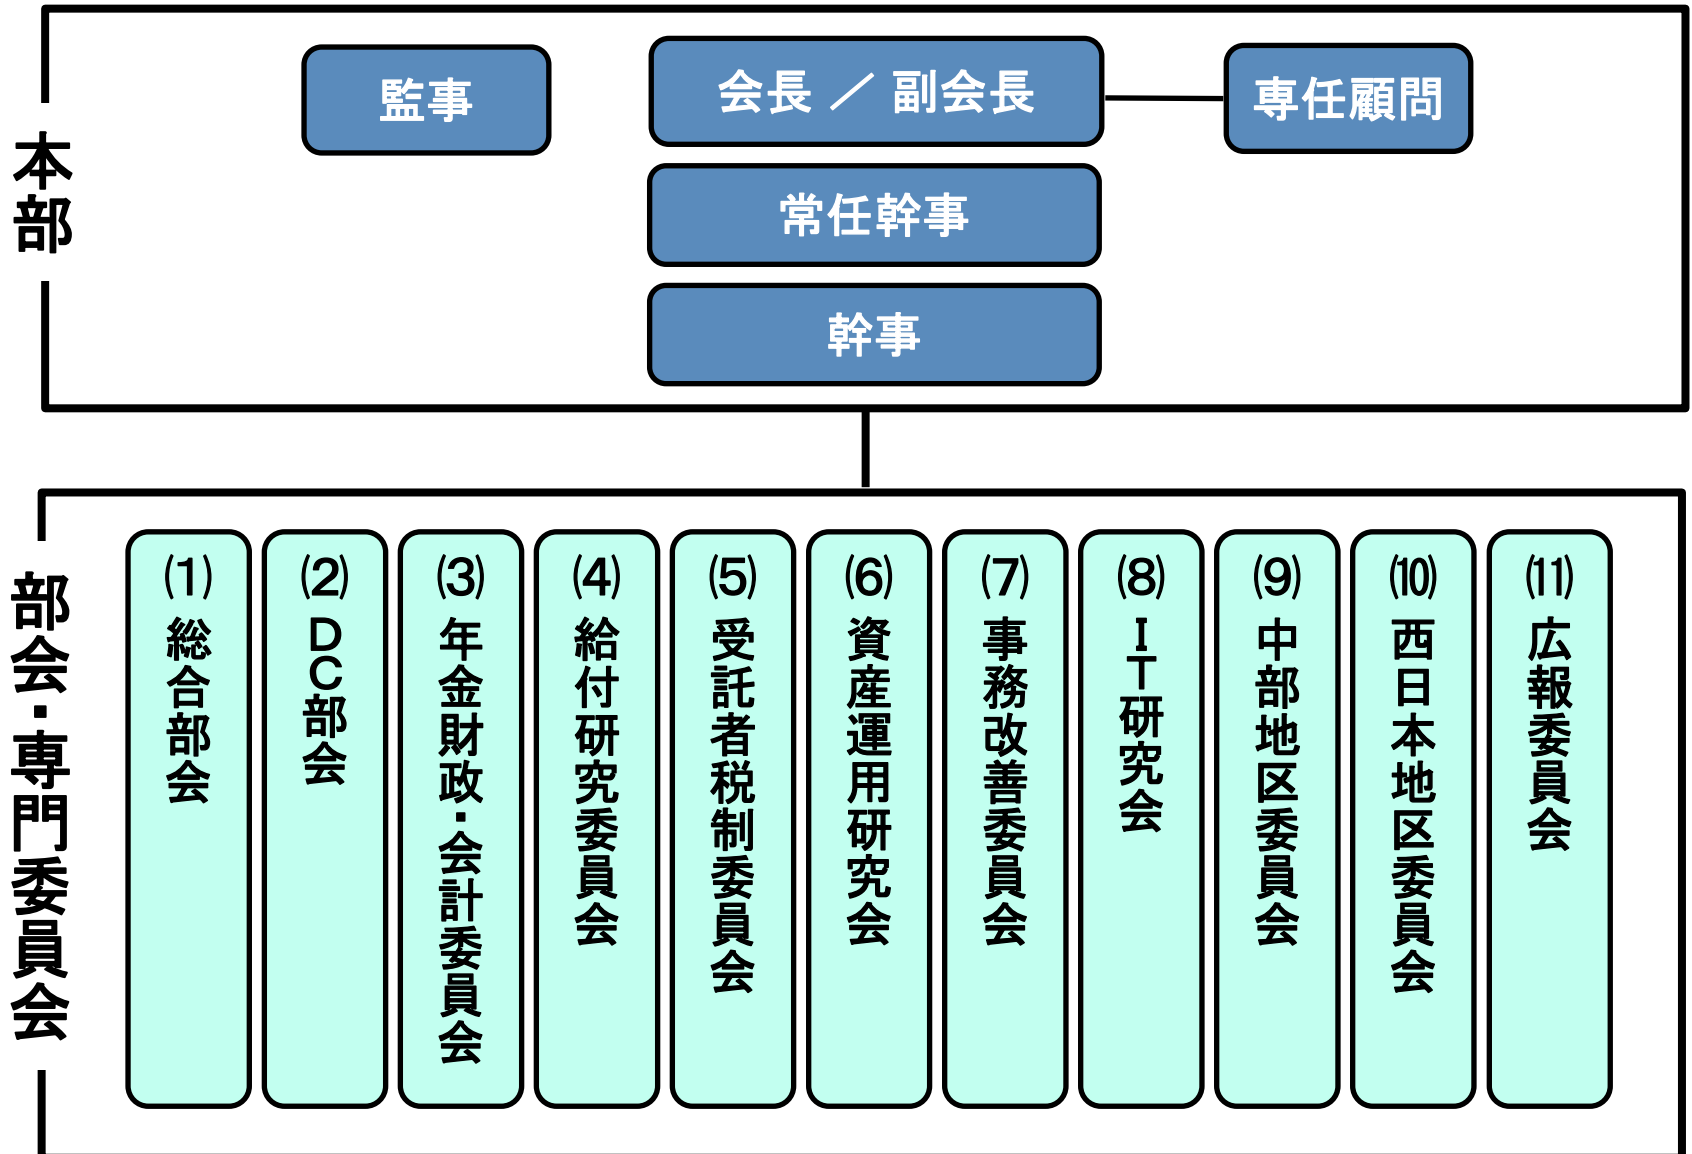 本部
監事
会長 ／ 副会長
専任顧問
常任幹事
幹事
部会・専門委員会
(1) 総合部会
(2) ＤＣ部会
(3) 年金財政・会計委員会
(4) 給付研究委員会
(5) 受託者税制委員会
(6) 資産運用研究会
(7) 事務改善委員会
(8) ＩＴ研究会
(9) 中部地区委員会
(10) 西日本地区委員会
(11) 広報委員会